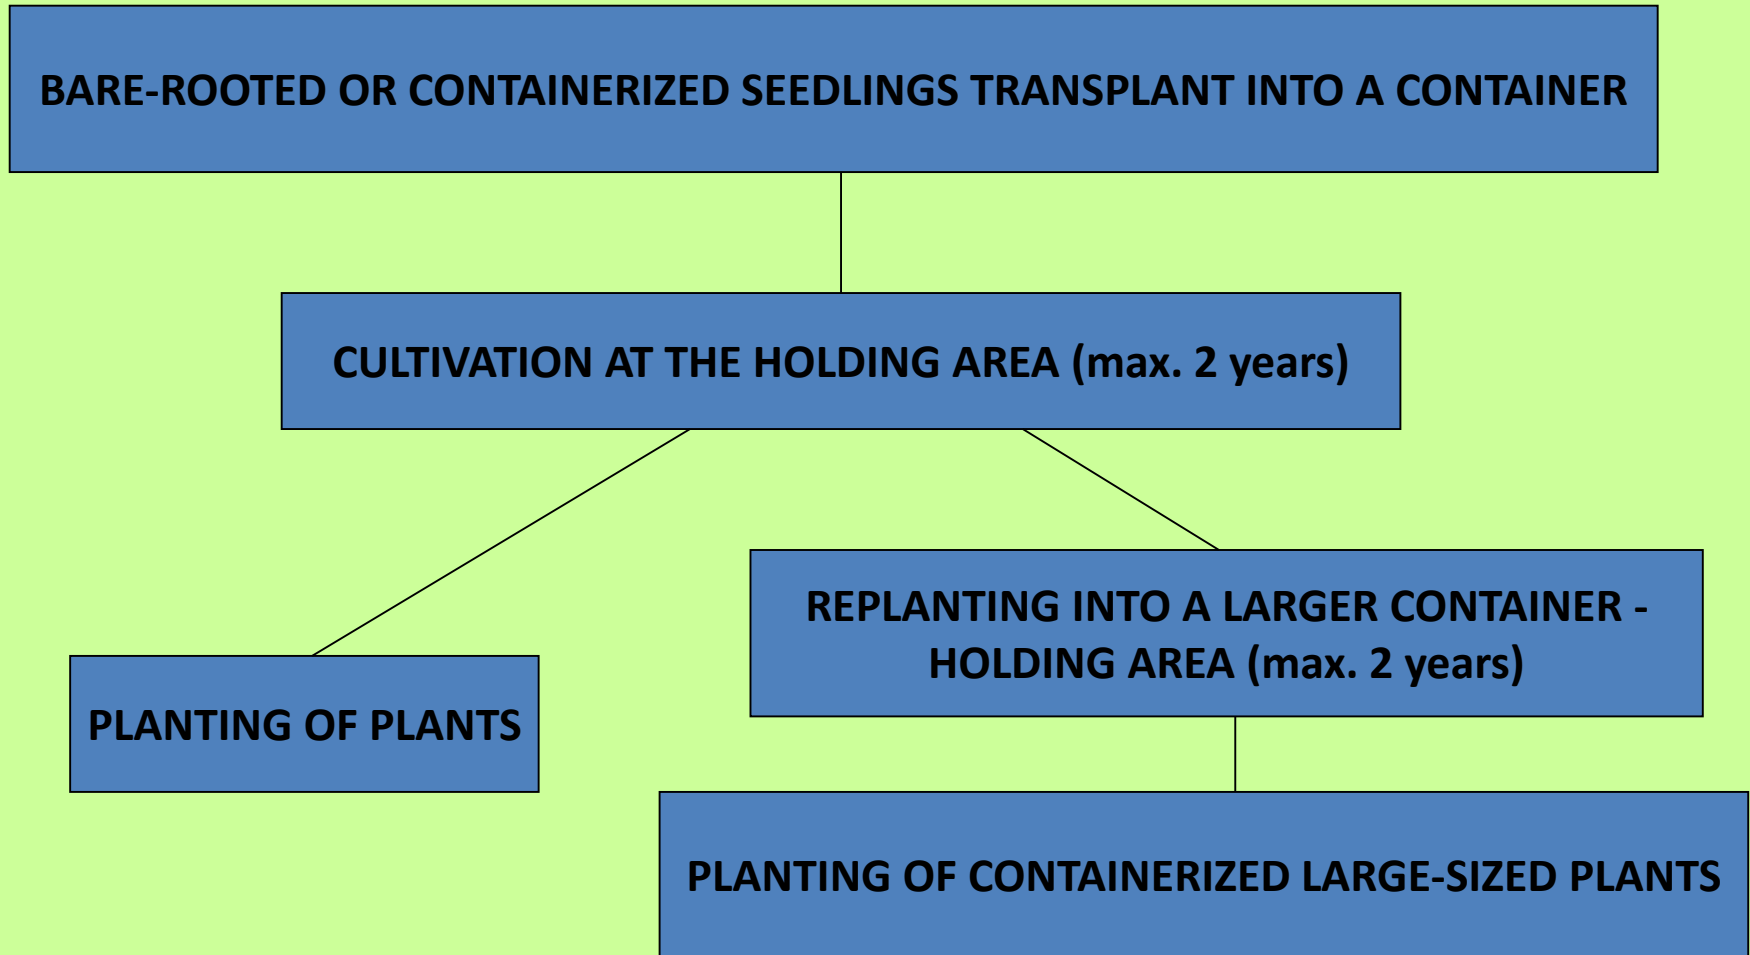 BARE-ROOTED OR CONTAINERIZED SEEDLINGS TRANSPLANT INTO A CONTAINER
CULTIVATION AT THE HOLDING AREA (max. 2 years)
REPLANTING INTO A LARGER CONTAINER -
HOLDING AREA (max. 2 years)
PLANTING OF PLANTS
PLANTING OF CONTAINERIZED LARGE-SIZED PLANTS